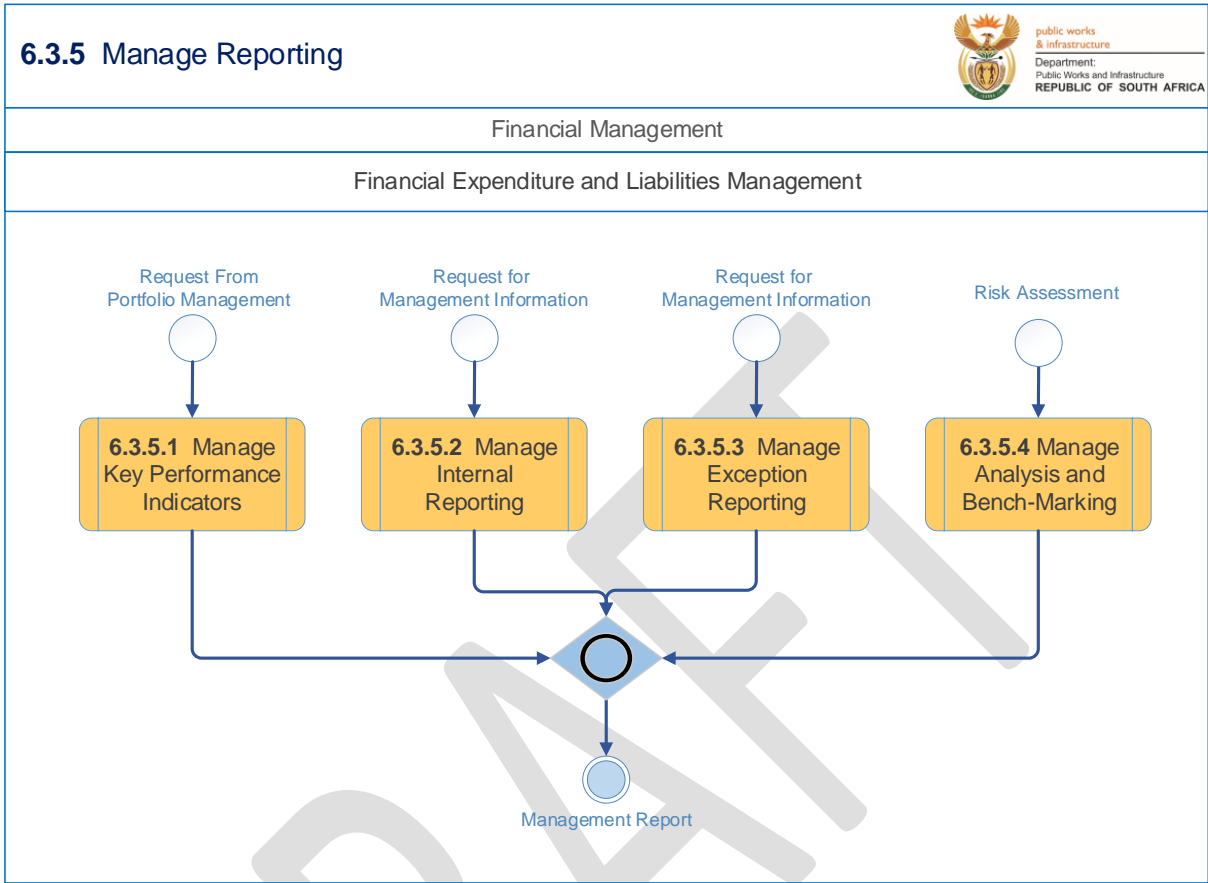 6.3.5 Manage Reporting
public works
& infrastructure
Department:
Public Works and Infrastructure
REPUBLIC OF SOUTH AFRICA
Financial Management
Financial Expenditure and Liabilities Management
Request From
Portfolio Management
Request for
Management Information
Request for
Management Information
Risk Assessment
6.3.5.1 Manage
Key Performance
Indicators
6.3.5.2 Manage
Internal
Reporting
6.3.5.3 Manage
Exception
Reporting
6.3.5.4 Manage
Analysis and
Bench-Marking
Management Report
DRAFT